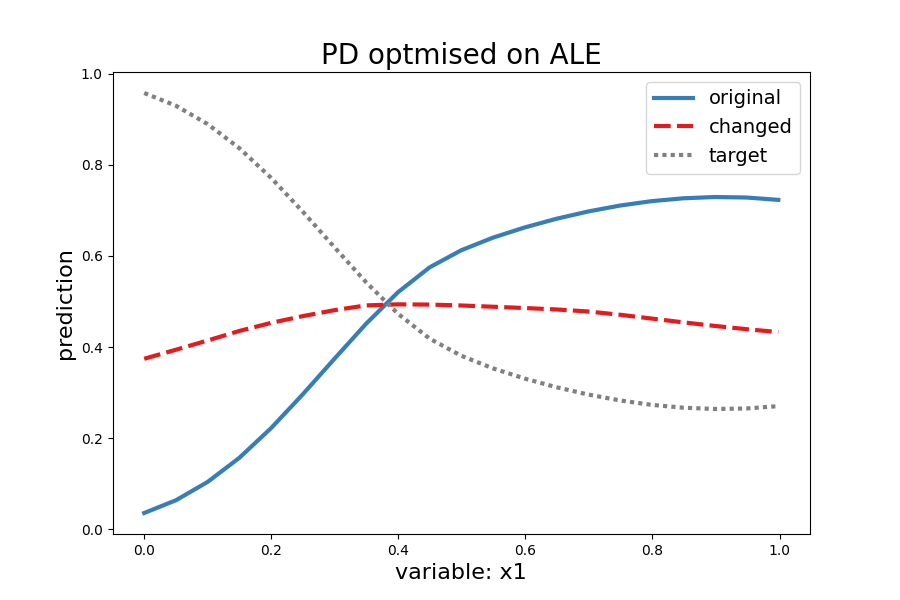 PD optmised on ALE
original
changed
target
prediction
1.0
0.8
0.6
0.4
0.2
0.0
0.0 0.2 0.4 0.6 0.8 1.0
variable: x1